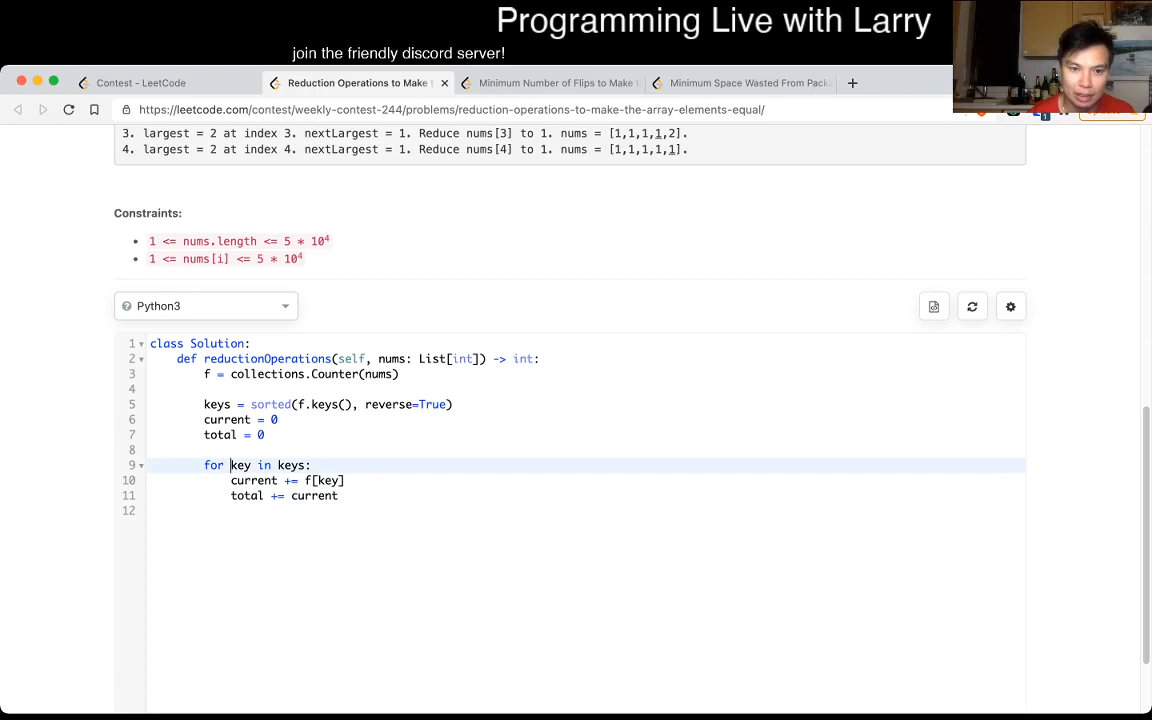 Programming Live with Larry
join the friendly discord server!
Contest - LeetCode
Reduction Operations to Make
Minimum Number of Flips to Make
Minimum Space Wasted From Pack
https://leetcode.com/contest/weekly-contest-244/problems/reduction-operations-to-make-the-array-elements-equal/
3. largest = 2 at index 3. nextLargest = 1. Reduce nums[3] to 1. nums = [1,1,1,1,2].
4. largest = 2 at index 4. nextLargest = 1. Reduce nums[4] to 1. nums = [1,1,1,1,1].
Constraints:
1 <= nums.length <= 5 * 10⁴
1 <= nums[i] <= 5 * 10⁴
Python3
1 class Solution:
2 def reductionOperations(self, nums: List[int]) -> int:
3 f = collections.Counter(nums)
4
5 keys = sorted(f.keys(), reverse=True)
6 current = 0
7 total = 0
8
9 for key in keys:
10 current += f[key]
11 total += current
12